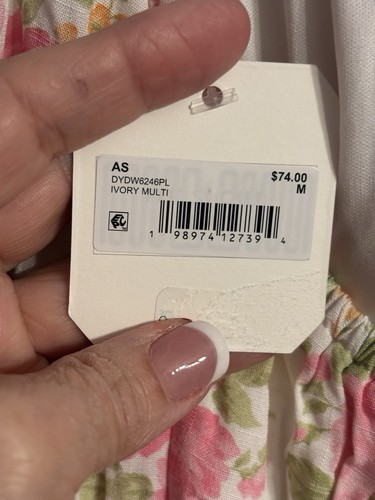 AS
DYDW6246PL $74.00
IVORY MULTI M
1 98974 12739 4